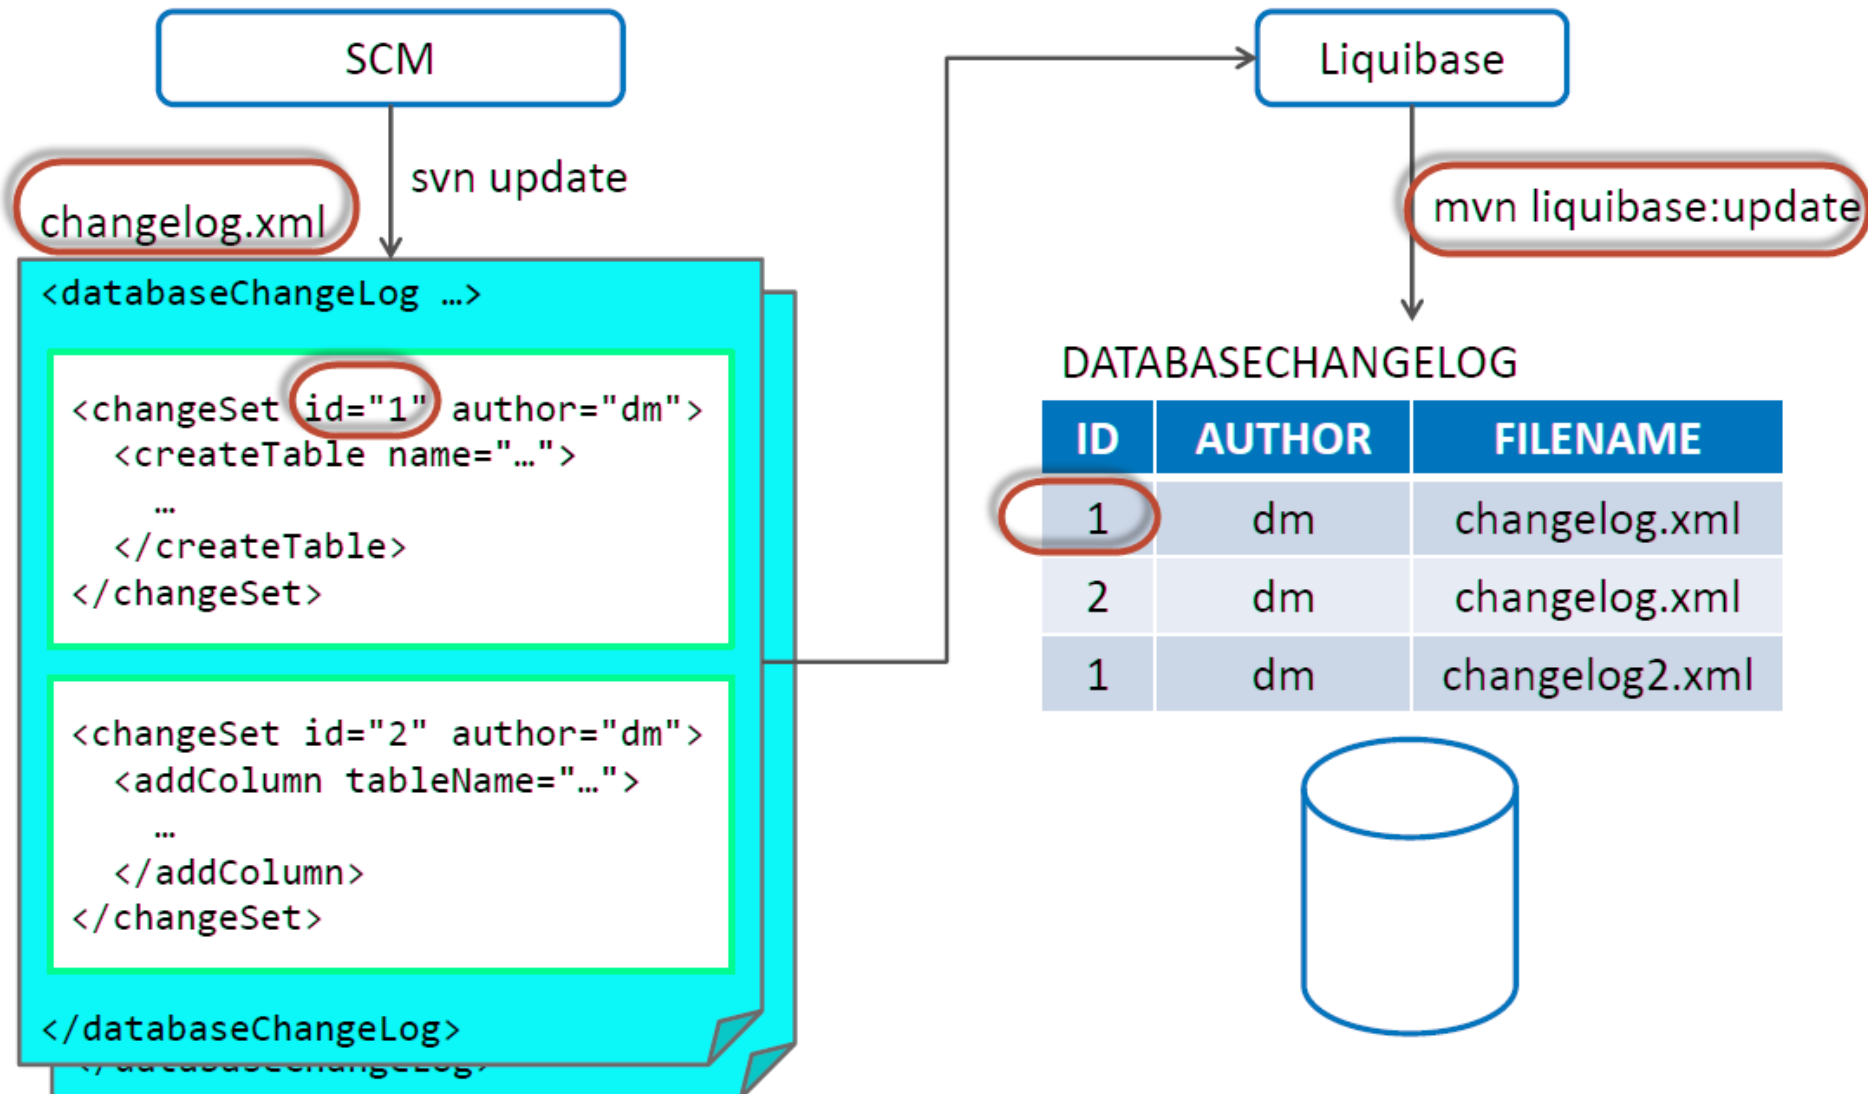 SCM
svn update
changelog.xml
<databaseChangeLog …>
<changeSet id="1" author="dm">
<createTable name="…">
…
</createTable>
</changeSet>
<changeSet id="2" author="dm">
<addColumn tableName="…">
…
</addColumn>
</changeSet>
</databaseChangeLog>
</databaseChangeLog>
Liquibase
mvn liquibase:update
DATABASECHANGELOG
ID AUTHOR FILENAME
1 dm changelog.xml
2 dm changelog.xml
1 dm changelog2.xml